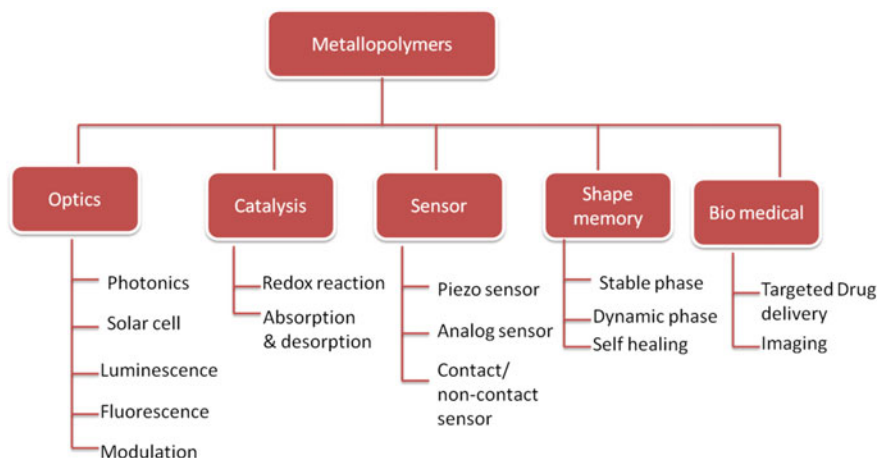 Metallopolymers
Optics
Catalysis
Sensor
Shape
memory
Bio medical
Photonics
Solar cell
Luminescence
Fluorescence
Modulation
Redox reaction
Absorption
& desorption
Piezo sensor
Analog sensor
Contact/
non-contact
sensor
Stable phase
Dynamic phase
Self healing
Targeted Drug
delivery
Imaging